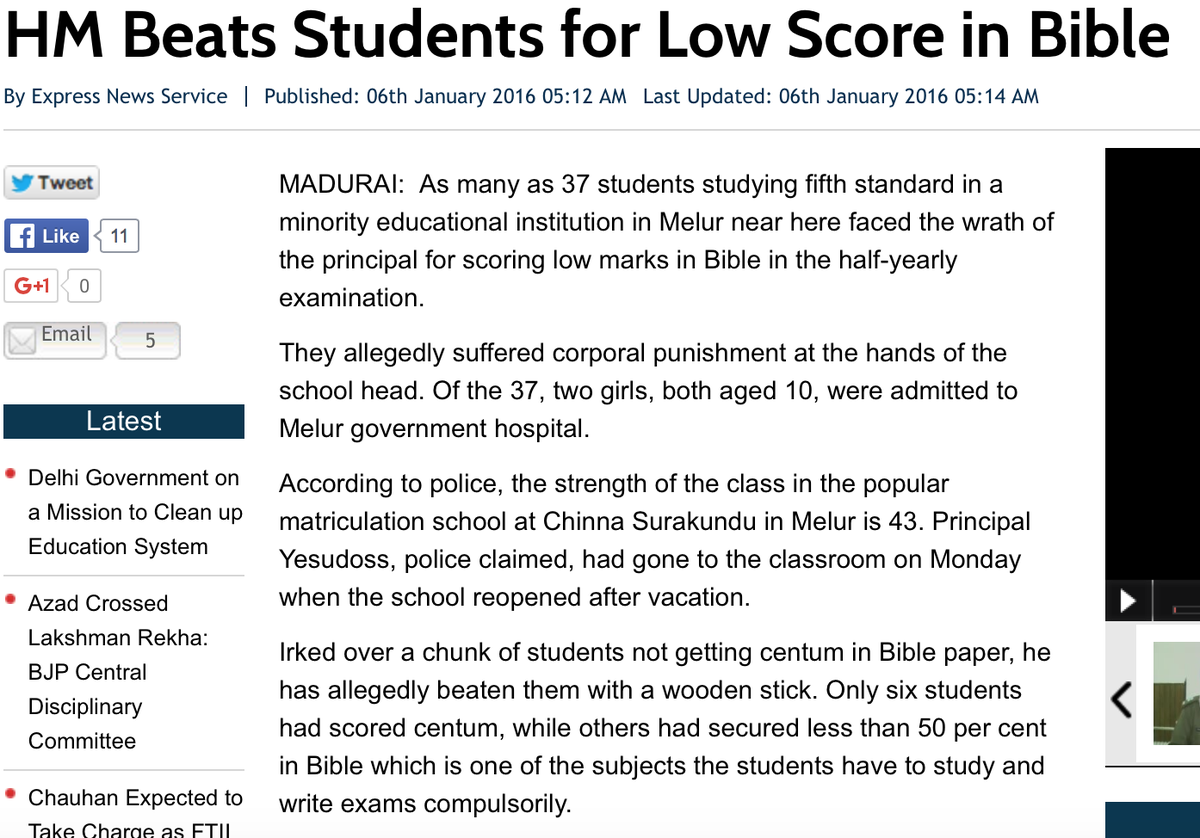 HM Beats Students for Low Score in Bible
By Express News Service | Published: 06th January 2016 05:12 AM Last Updated: 06th January 2016 05:14 AM
Tweet
Like 11
G+1 0
Email 5
Latest
Delhi Government on
a Mission to Clean up
Education System
Azad Crossed
Lakshman Rekha:
BJP Central
Disciplinary
Committee
Chauhan Expected to
Take Charge as FTII
MADURAI: As many as 37 students studying fifth standard in a
minority educational institution in Melur near here faced the wrath of
the principal for scoring low marks in Bible in the half-yearly
examination.
They allegedly suffered corporal punishment at the hands of the
school head. Of the 37, two girls, both aged 10, were admitted to
Melur government hospital.
According to police, the strength of the class in the popular
matriculation school at Chinna Surakundu in Melur is 43. Principal
Yesudoss, police claimed, had gone to the classroom on Monday
when the school reopened after vacation.
Irked over a chunk of students not getting centum in Bible paper, he
has allegedly beaten them with a wooden stick. Only six students
had scored centum, while others had secured less than 50 per cent
in Bible which is one of the subjects the students have to study and
write exams compulsorily.